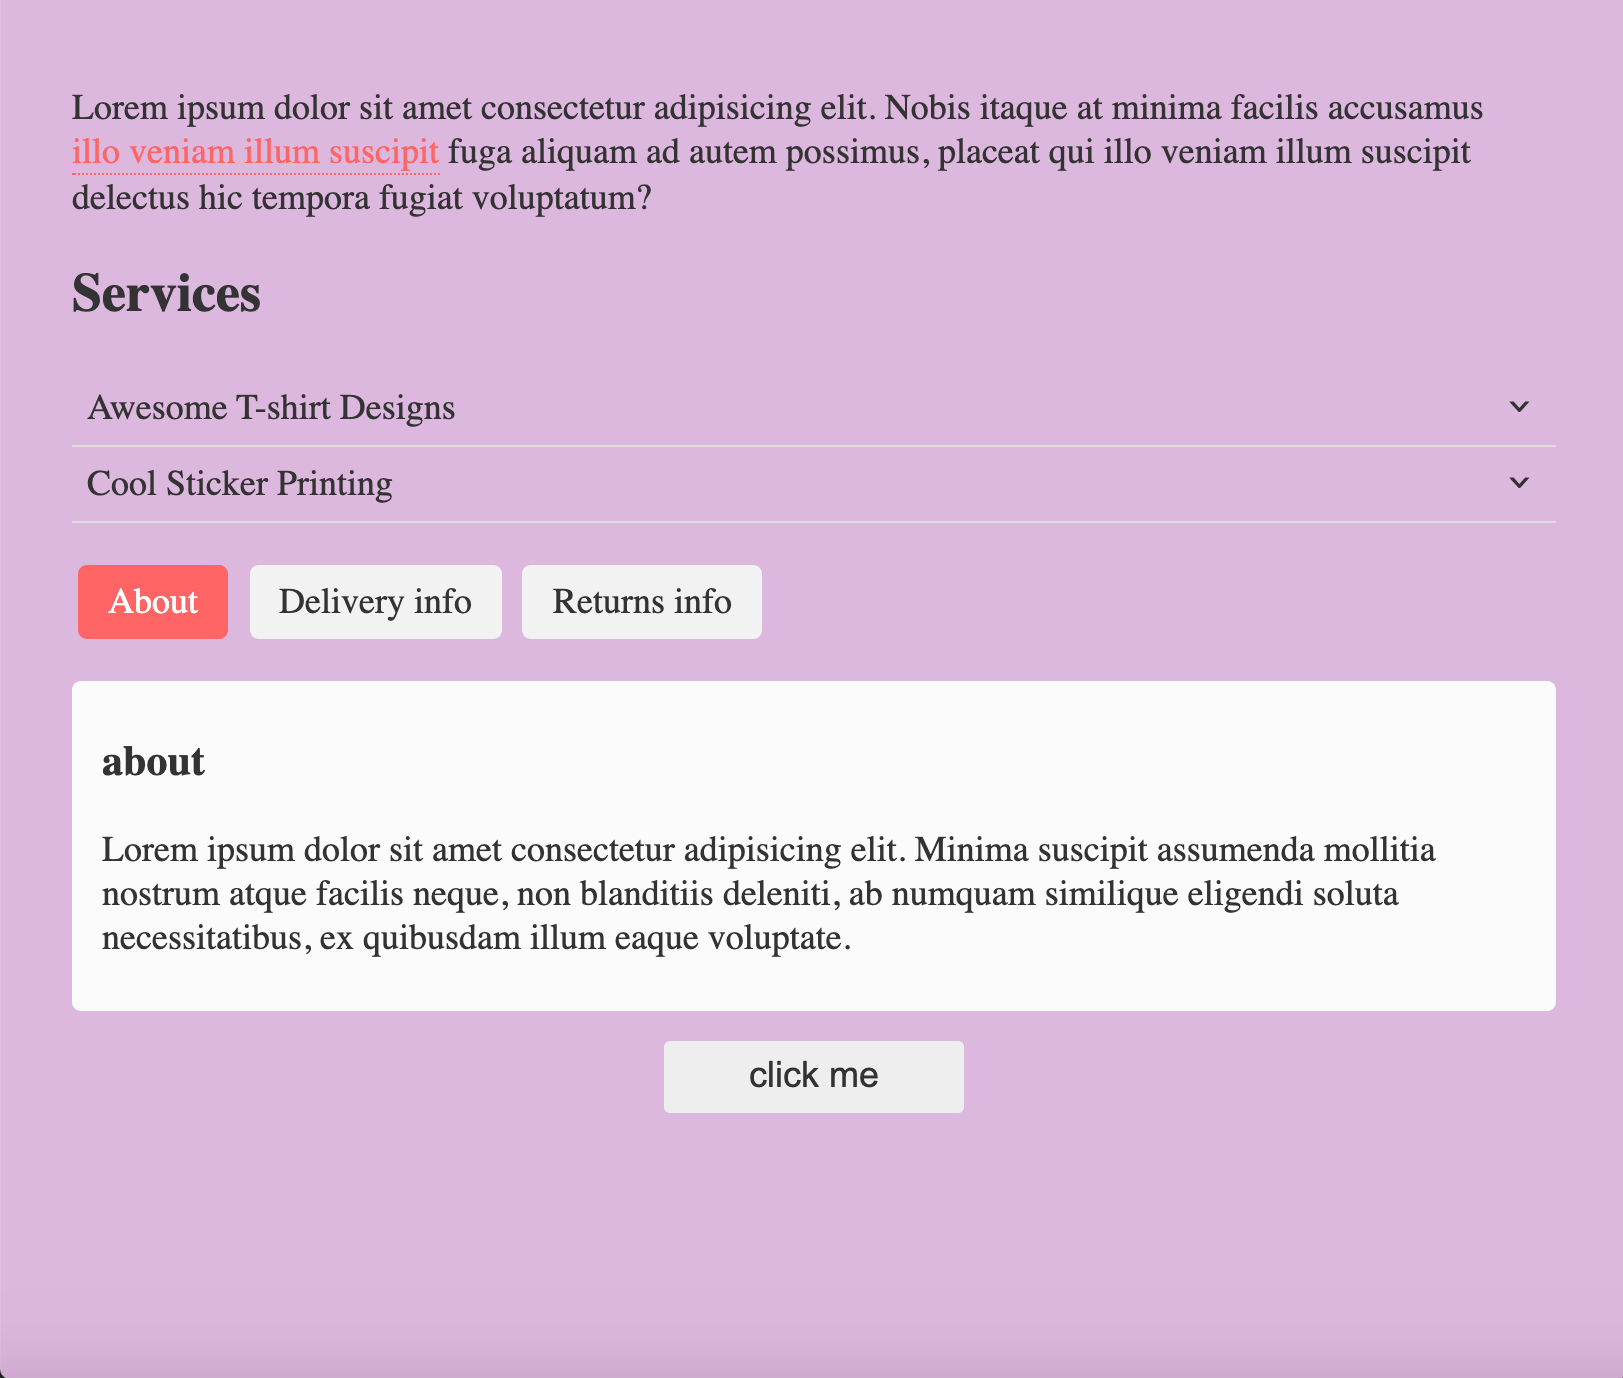 Lorem ipsum dolor sit amet consectetur adipisicing elit. Nobis itaque at minima facilis accusamus
illo veniam illum suscipit fuga aliquam ad autem possimus, placeat qui illo veniam illum suscipit
delectus hic tempora fugiat voluptatum?
Services
Awesome T-shirt Designs
Cool Sticker Printing
About Delivery info Returns info
about
Lorem ipsum dolor sit amet consectetur adipisicing elit. Minima suscipit assumenda mollitia
nostrum atque facilis neque, non blanditiis deleniti, ab numquam similique eligendi soluta
necessitatibus, ex quibusdam illum eaque voluptate.
click me